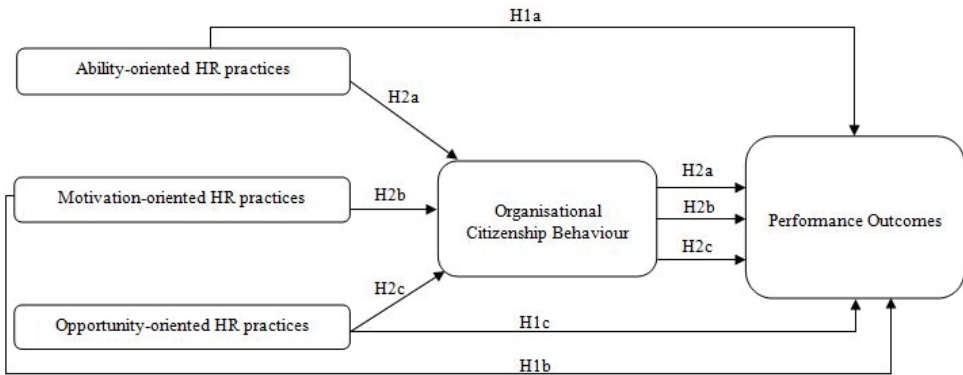 H1a
Ability-oriented HR practices
H2a
Motivation-oriented HR practices
H2b
Organisational
Citizenship Behaviour
H2a
H2b
H2c
Performance Outcomes
H2c
Opportunity-oriented HR practices
H1c
H1b